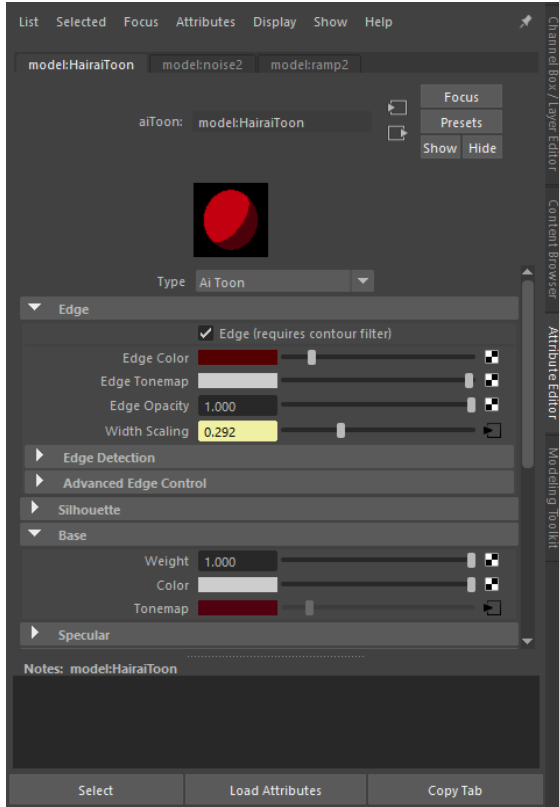 List Selected Focus Attributes Display Show Help
model:HairaiToon model:noise2 model:ramp2
Focus
aiToon: model:HairaiToon
Presets
Show Hide
Type Ai Toon
Edge
Edge (requires contour filter)
Edge Color
Edge Tonemap
Edge Opacity 1.000
Width Scaling 0.292
Edge Detection
Advanced Edge Control
Silhouette
Base
Weight 1.000
Color
Tonemap
Specular
Notes: model:HairaiToon
Select Load Attributes Copy Tab
Channel Box / Layer Editor
Content Browser
Attribute Editor
Modeling Toolkit